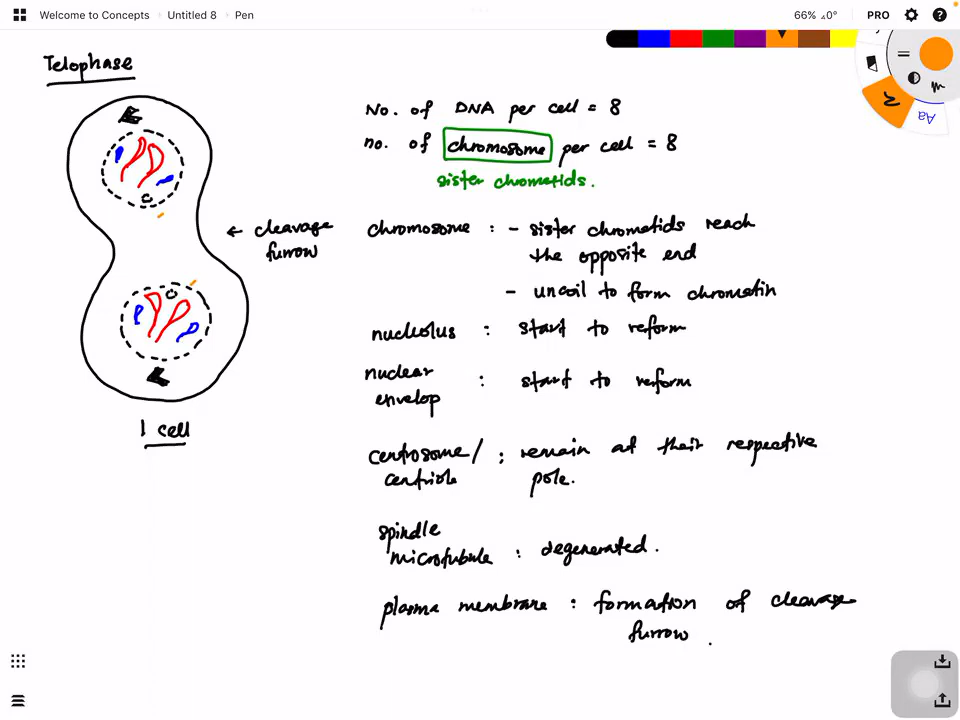 Welcome to Concepts > Untitled 8 > Pen
66% ⊿0°
PRO
Aa
Telophase
No. of DNA per cell = 8
no. of chromosome per cell = 8
sister chrometids.
← cleavage
furrow
1 cell
chromosome : - sister chrometids reach
the opposite end
- uncoil to form chromatin
nucleolus : start to reform
nuclear
envelop : start to reform
centrosome/ : remain at their respective
centriole pole.
spindle
microtubule : degenerated.
plasma membrane : formation of cleavage
furrow.